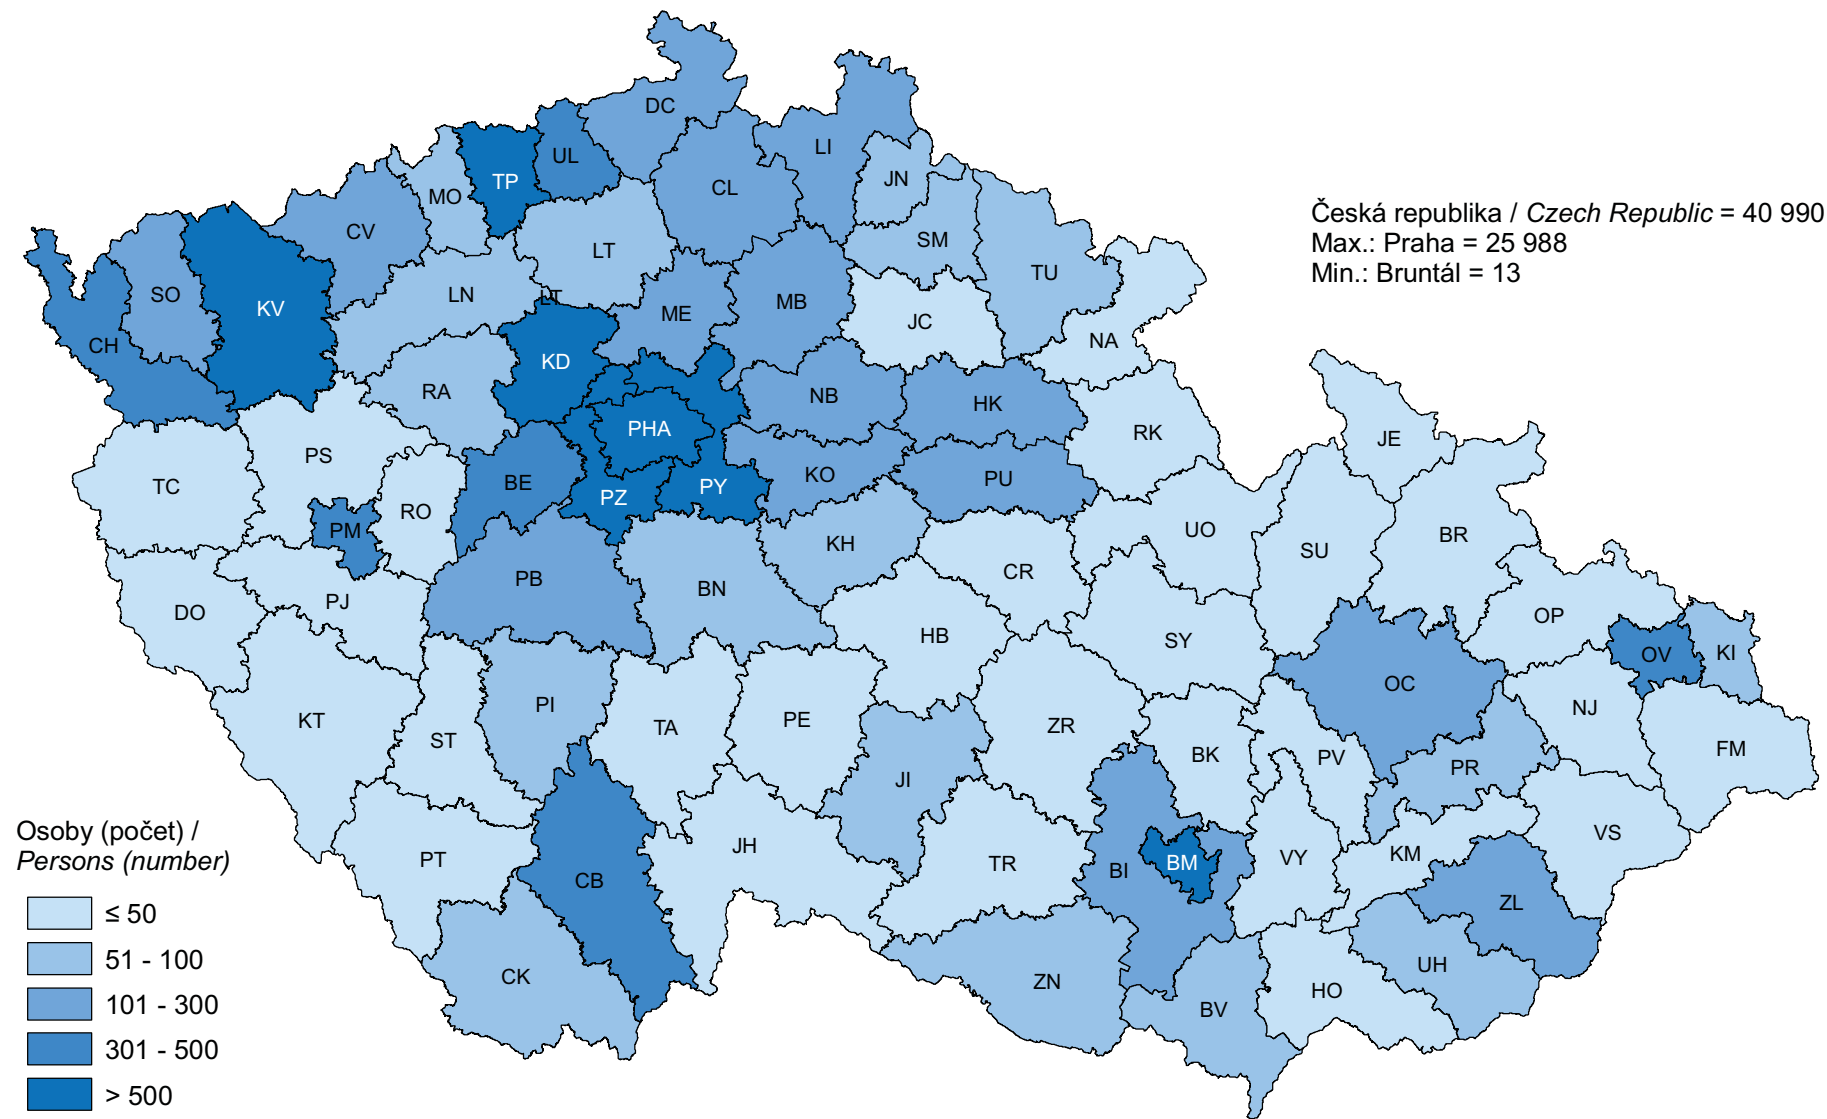 DC
UL
LI
TP
CL
JN
MO
CV
SM
LT
TU
SO
LN
LT
KV
ME
MB
JC
CH
NA
KD
RA
NB
HK
PHA
RK
JE
PS
TC
BE
KO
PU
PZ
PY
RO
PM
UO
BR
SU
KH
CR
PB
BN
PJ
DO
OP
HB
SY
OV
KI
OC
PI
KT
TA
PE
ZR
NJ
ST
BK
PV
FM
JI
PR
VS
JH
PT
TR
BI
BM
VY
KM
CB
ZL
UH
CK
ZN
HO
BV
Česká republika / Czech Republic = 40 990
Max.: Praha = 25 988
Min.: Bruntál = 13
Osoby (počet) /
Persons (number)
≤ 50
51 - 100
101 - 300
301 - 500
> 500